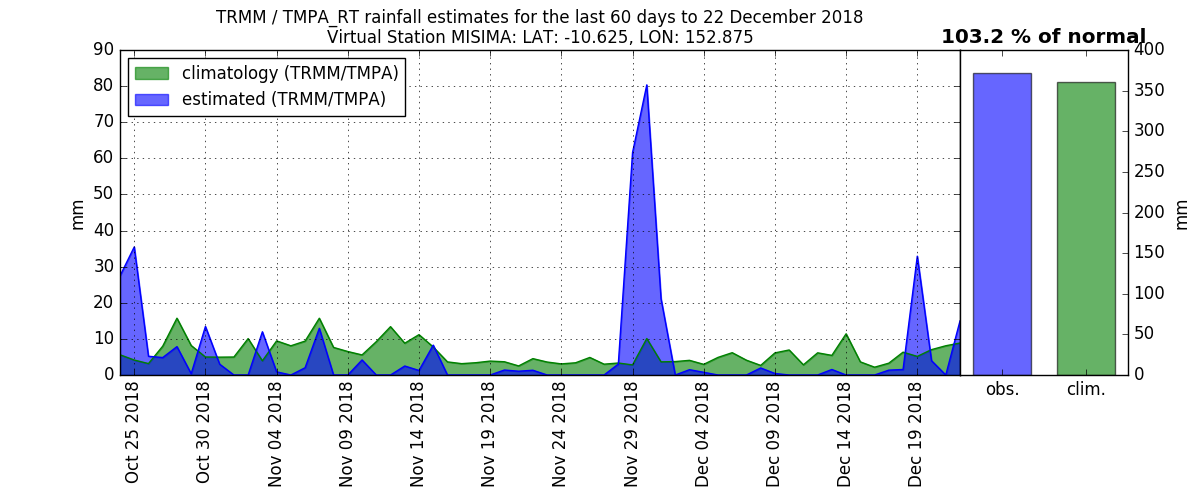 TRMM / TMPA_RT rainfall estimates for the last 60 days to 22 December 2018
Virtual Station MISIMA: LAT: -10.625, LON: 152.875
103.2 % of normal
climatology (TRMM/TMPA)
estimated (TRMM/TMPA)
90
80
70
60
50
40
30
20
10
0
mm
Oct 25 2018
Oct 30 2018
Nov 04 2018
Nov 09 2018
Nov 14 2018
Nov 19 2018
Nov 24 2018
Nov 29 2018
Dec 04 2018
Dec 09 2018
Dec 14 2018
Dec 19 2018
obs.
clim.
400
350
300
250
200
150
100
50
0
mm